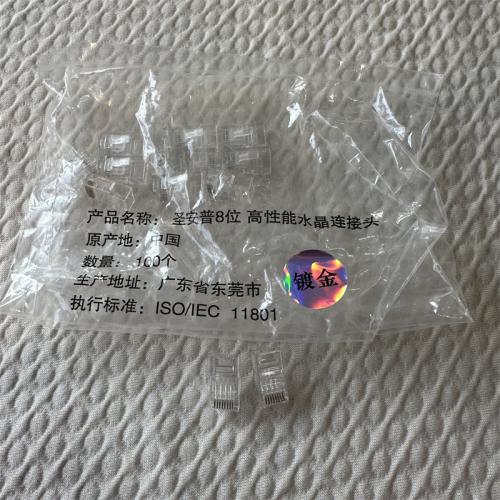 产品名称: 圣安普8位 高性能水晶连接头
原产地: 中国
数量: 100个
生产地址: 广东省东莞市
执行标准: ISO/IEC 11801
镀金